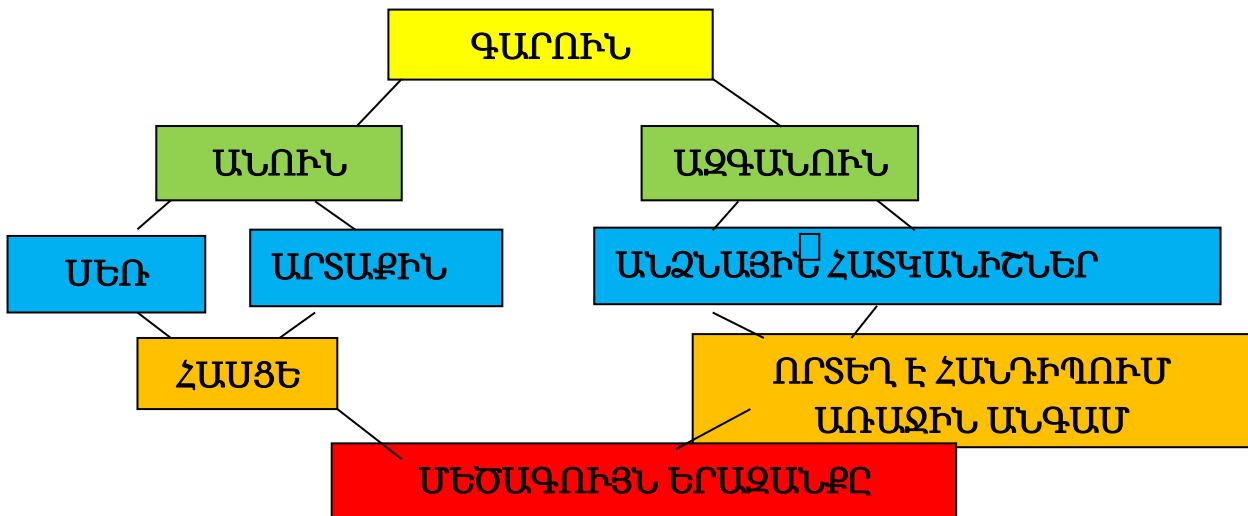 ԳԱՐՈՒՆ
ԱՆՈՒՆ
ԱԶԳԱՆՈՒՆ
ՍԵՌ
ԱՐՏԱՔԻՆ
ԱՆՁՆԱՅԻՆ ՀԱՏԿԱՆԻՇՆԵՐ
ՀԱՍՑԵ
ՈՐՏԵՂ Է ՀԱՆԴԻՊՈՒՄ
ԱՌԱՋԻՆ ԱՆԳԱՄ
ՄԵԾԱԳՈՒՅՆ ԵՐԱԶԱՆՔԸ